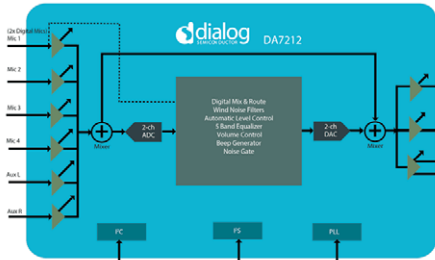 (2x Digital Mics)
Mic 1
Mic 2
Mic 3
Mic 4
Aux L
Aux R
dialog
SEMICONDUCTOR
DA7212
Mixer
2-ch
ADC
Digital Mix & Route
Wind Noise Filters
Automatic Level Control
5 Band Equalizer
Volume Control
Beep Generator
Noise Gate
2-ch
DAC
Mixer
I²C
I²S
PLL